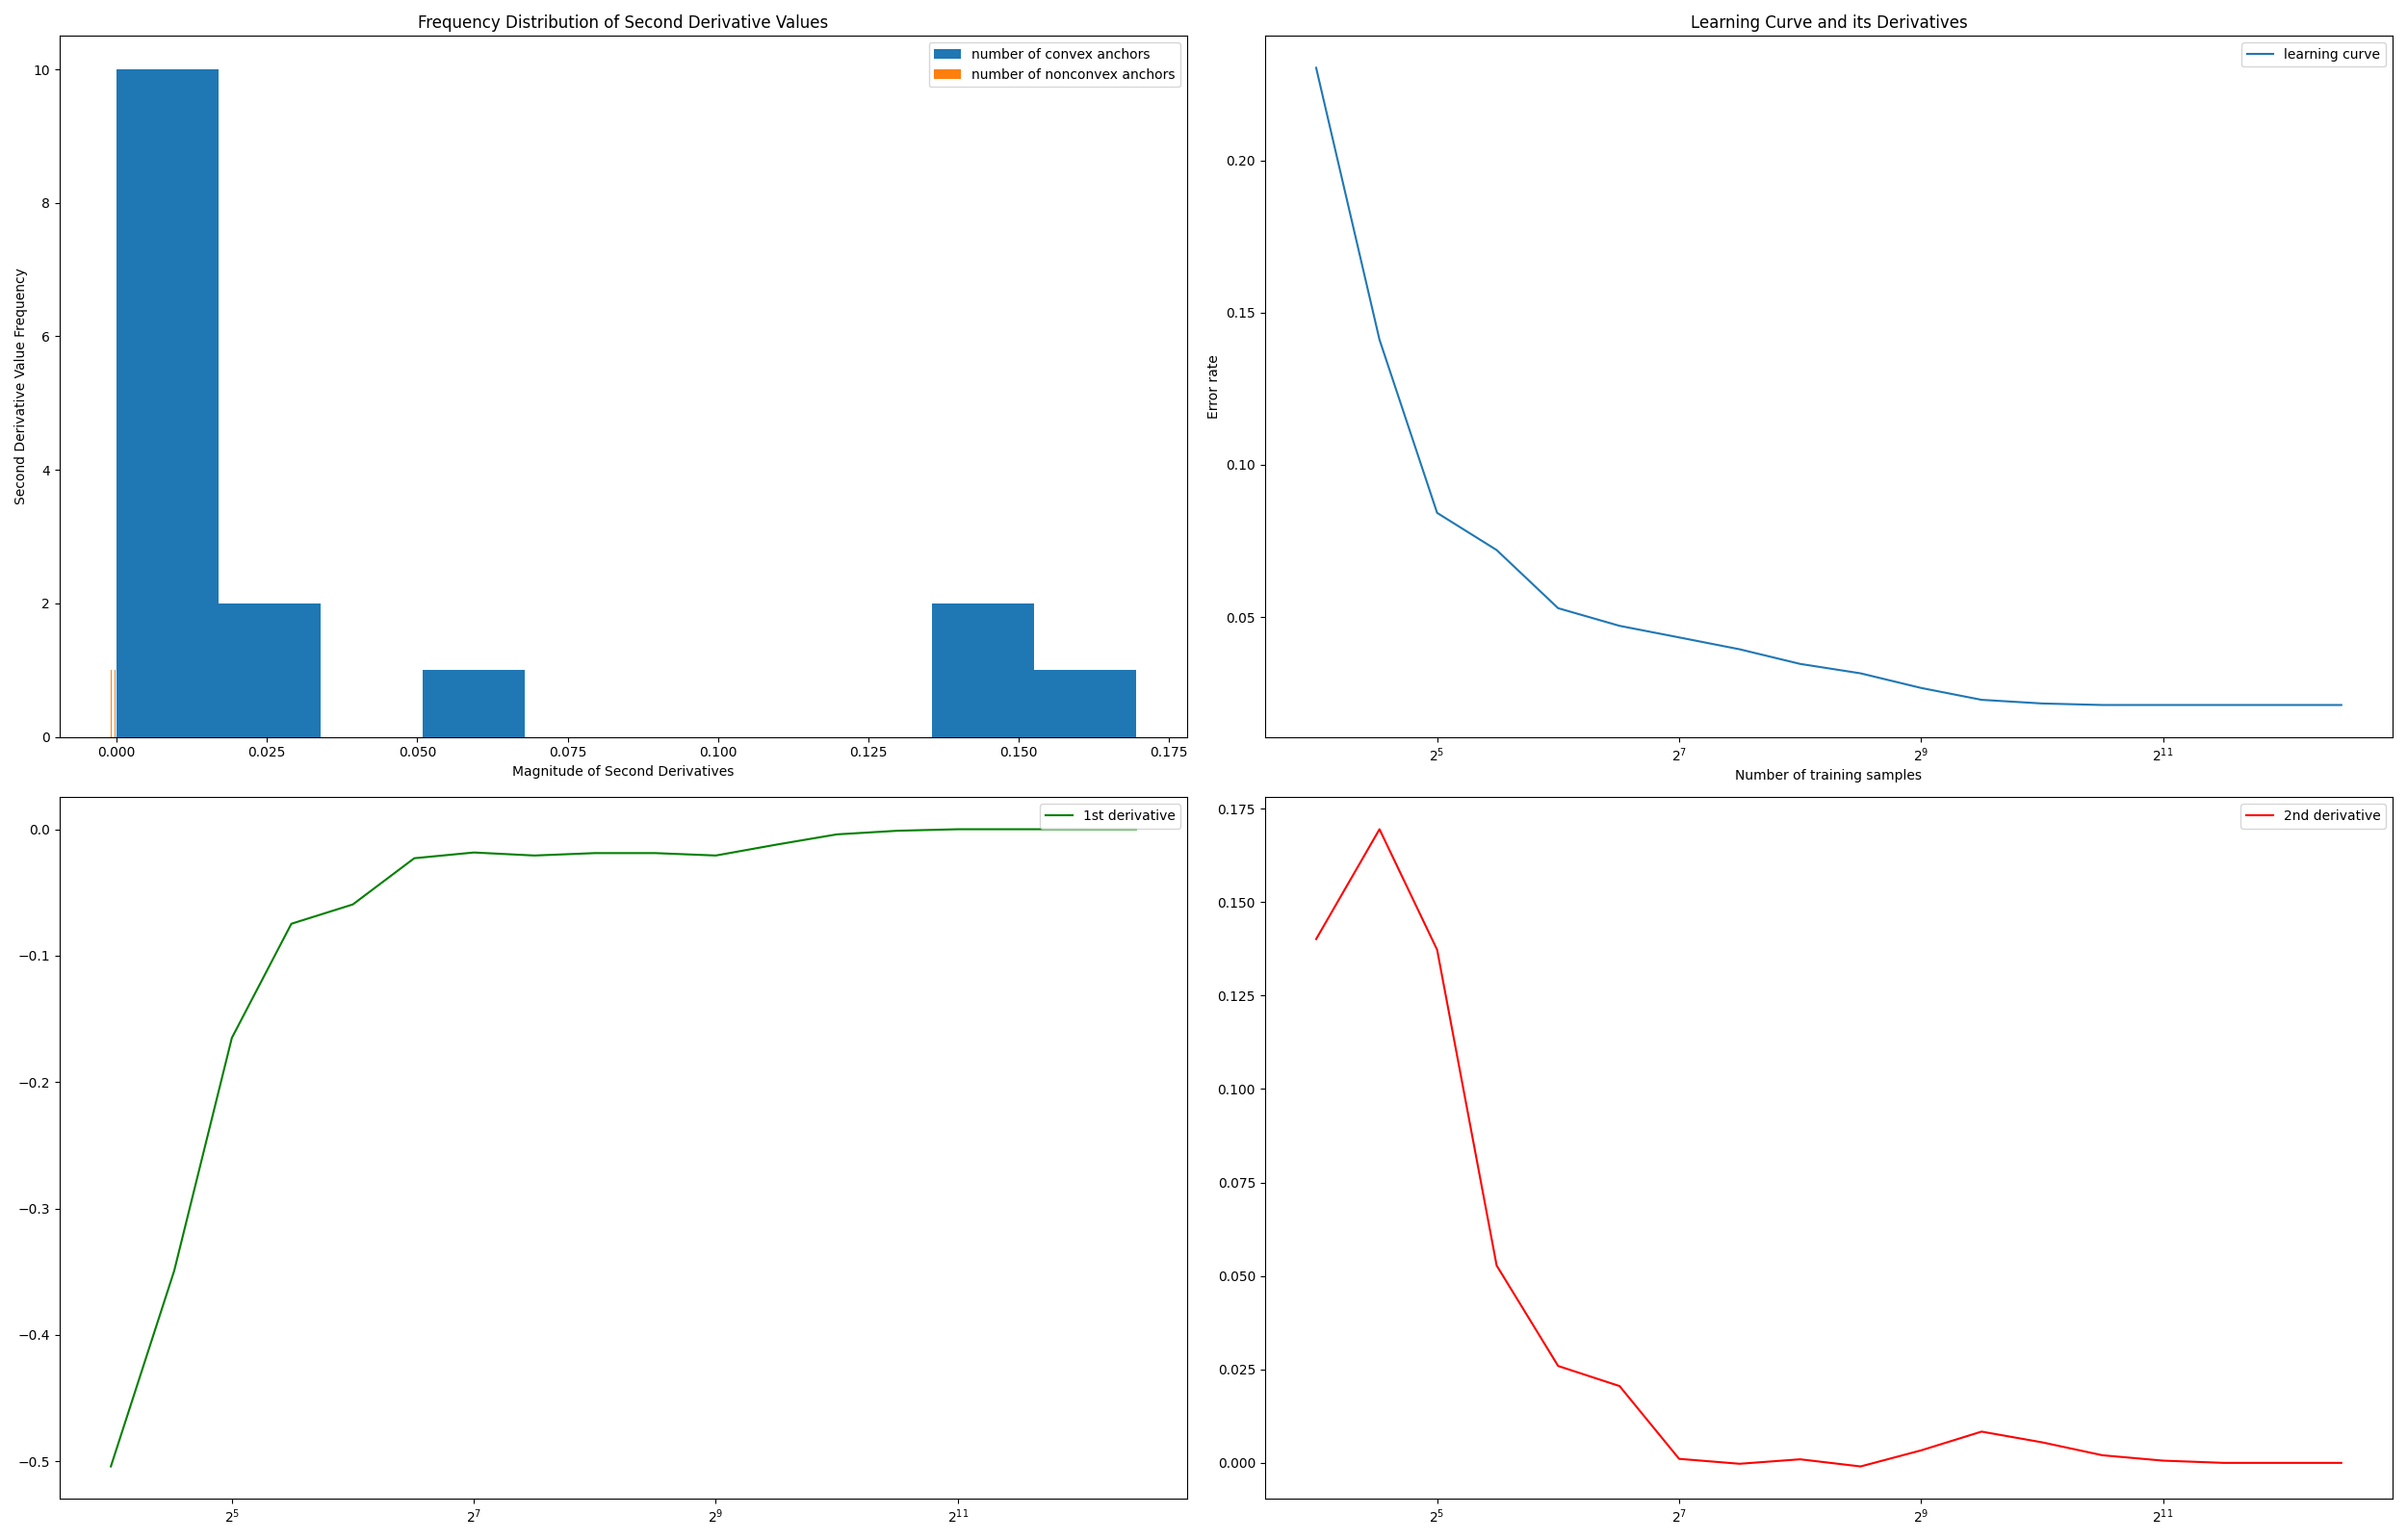 Frequency Distribution of Second Derivative Values
number of convex anchors
number of nonconvex anchors
Second Derivative Value Frequency
10
8
6
4
2
0
0.000 0.025 0.050 0.075 0.100 0.125 0.150 0.175
Magnitude of Second Derivatives
Learning Curve and its Derivatives
learning curve
Error rate
0.20
0.15
0.10
0.05
2^5 2^7 2^9 2^11
Number of training samples
1st derivative
0.0
−0.1
−0.2
−0.3
−0.4
−0.5
2^5 2^7 2^9 2^11
2nd derivative
0.175
0.150
0.125
0.100
0.075
0.050
0.025
0.000
2^5 2^7 2^9 2^11